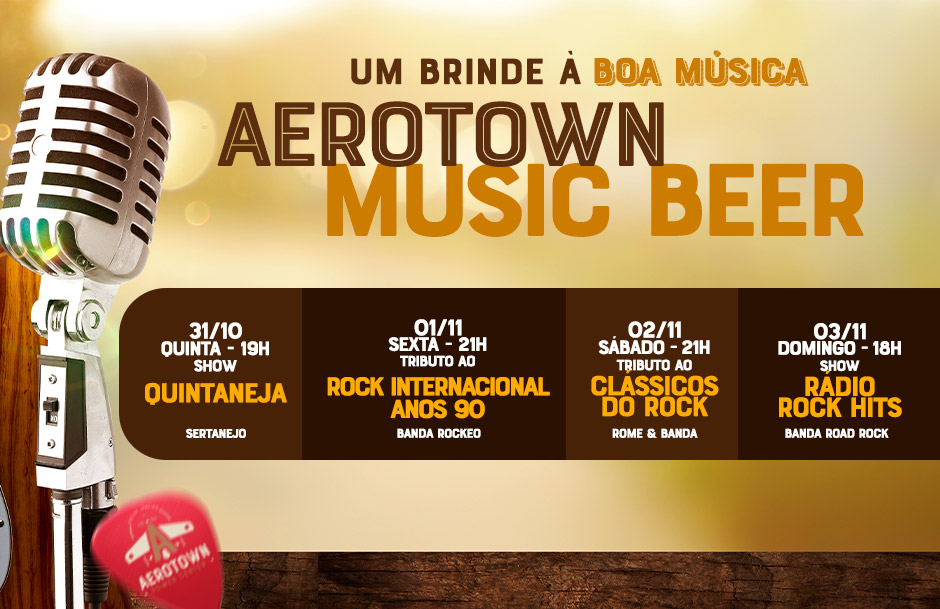 UM BRINDE À BOA MÚSICA
AEROTOWN
MUSIC BEER
31/10
QUINTA - 19H
SHOW
QUINTANEJA
SERTANEJO
01/11
SEXTA - 21H
TRIBUTO AO
ROCK INTERNACIONAL
ANOS 90
BANDA ROCKEO
02/11
SÁBADO - 21H
TRIBUTO AO
CLÁSSICOS
DO ROCK
ROME & BANDA
03/11
DOMINGO - 18H
SHOW
RÁDIO
ROCK HITS
BANDA ROAD ROCK
A
AEROTOWN